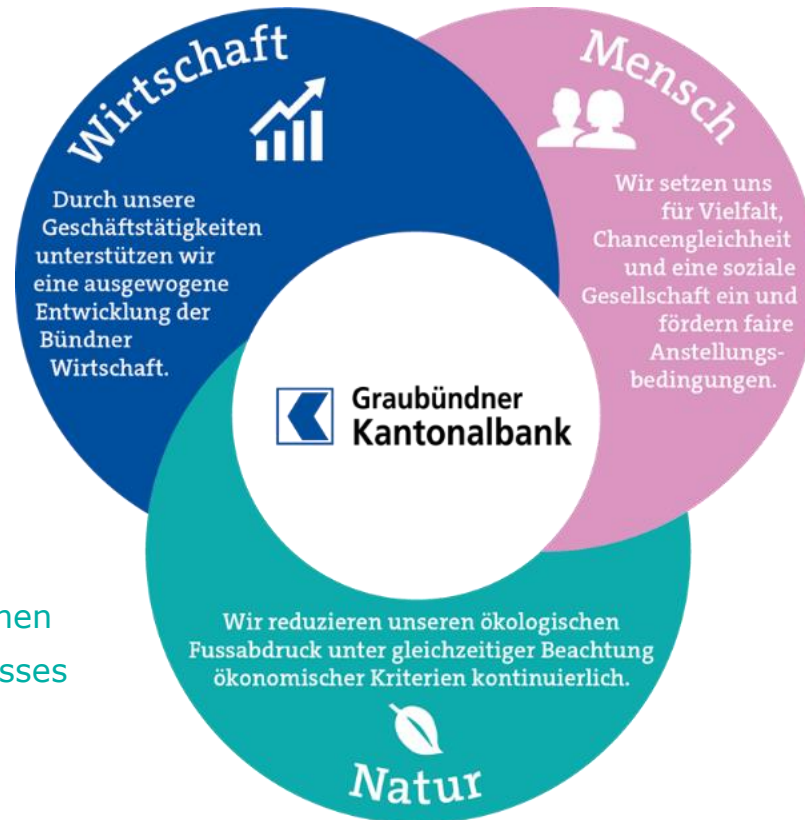 Wirtschaft
Durch unsere
Geschäftstätigkeiten
unterstützen wir
eine ausgewogene
Entwicklung der
Bündner
Wirtschaft.
Mensch
Wir setzen uns
für Vielfalt,
Chancengleichheit
und eine soziale
Gesellschaft ein und
fördern faire
Anstellungs-
bedingungen.
Graubündner
Kantonalbank
Wir reduzieren unseren ökologischen
Fussabdruck unter gleichzeitiger Beachtung
ökonomischer Kriterien kontinuierlich.
Natur